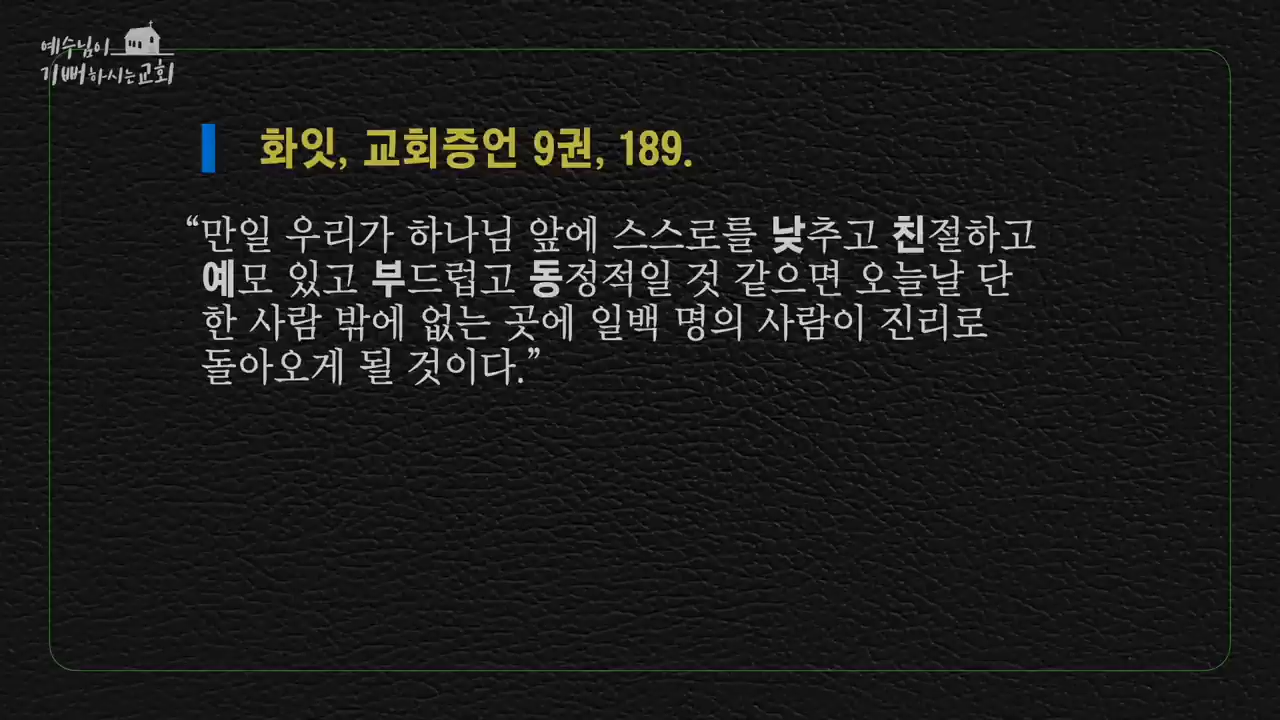 예수님이
기뻐하시는교회
화잇, 교회증언 9권, 189.
“만일 우리가 하나님 앞에 스스로를 낮추고 친절하고
예모 있고 부드럽고 동정적일 것 같으면 오늘날 단
한 사람 밖에 없는 곳에 일백 명의 사람이 진리로
돌아오게 될 것이다.”